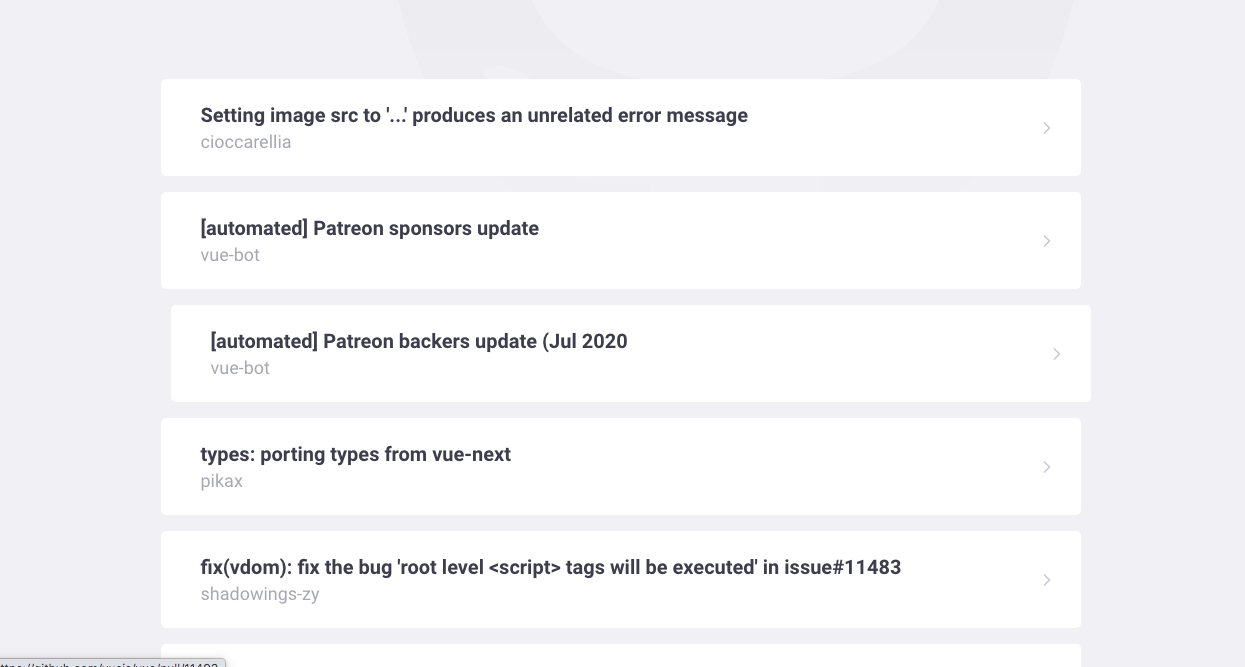 Setting image src to '...' produces an unrelated error message
cioccarellia
[automated] Patreon sponsors update
vue-bot
[automated] Patreon backers update (Jul 2020
vue-bot
types: porting types from vue-next
pikax
fix(vdom): fix the bug 'root level <script> tags will be executed' in issue#11483
shadowings-zy